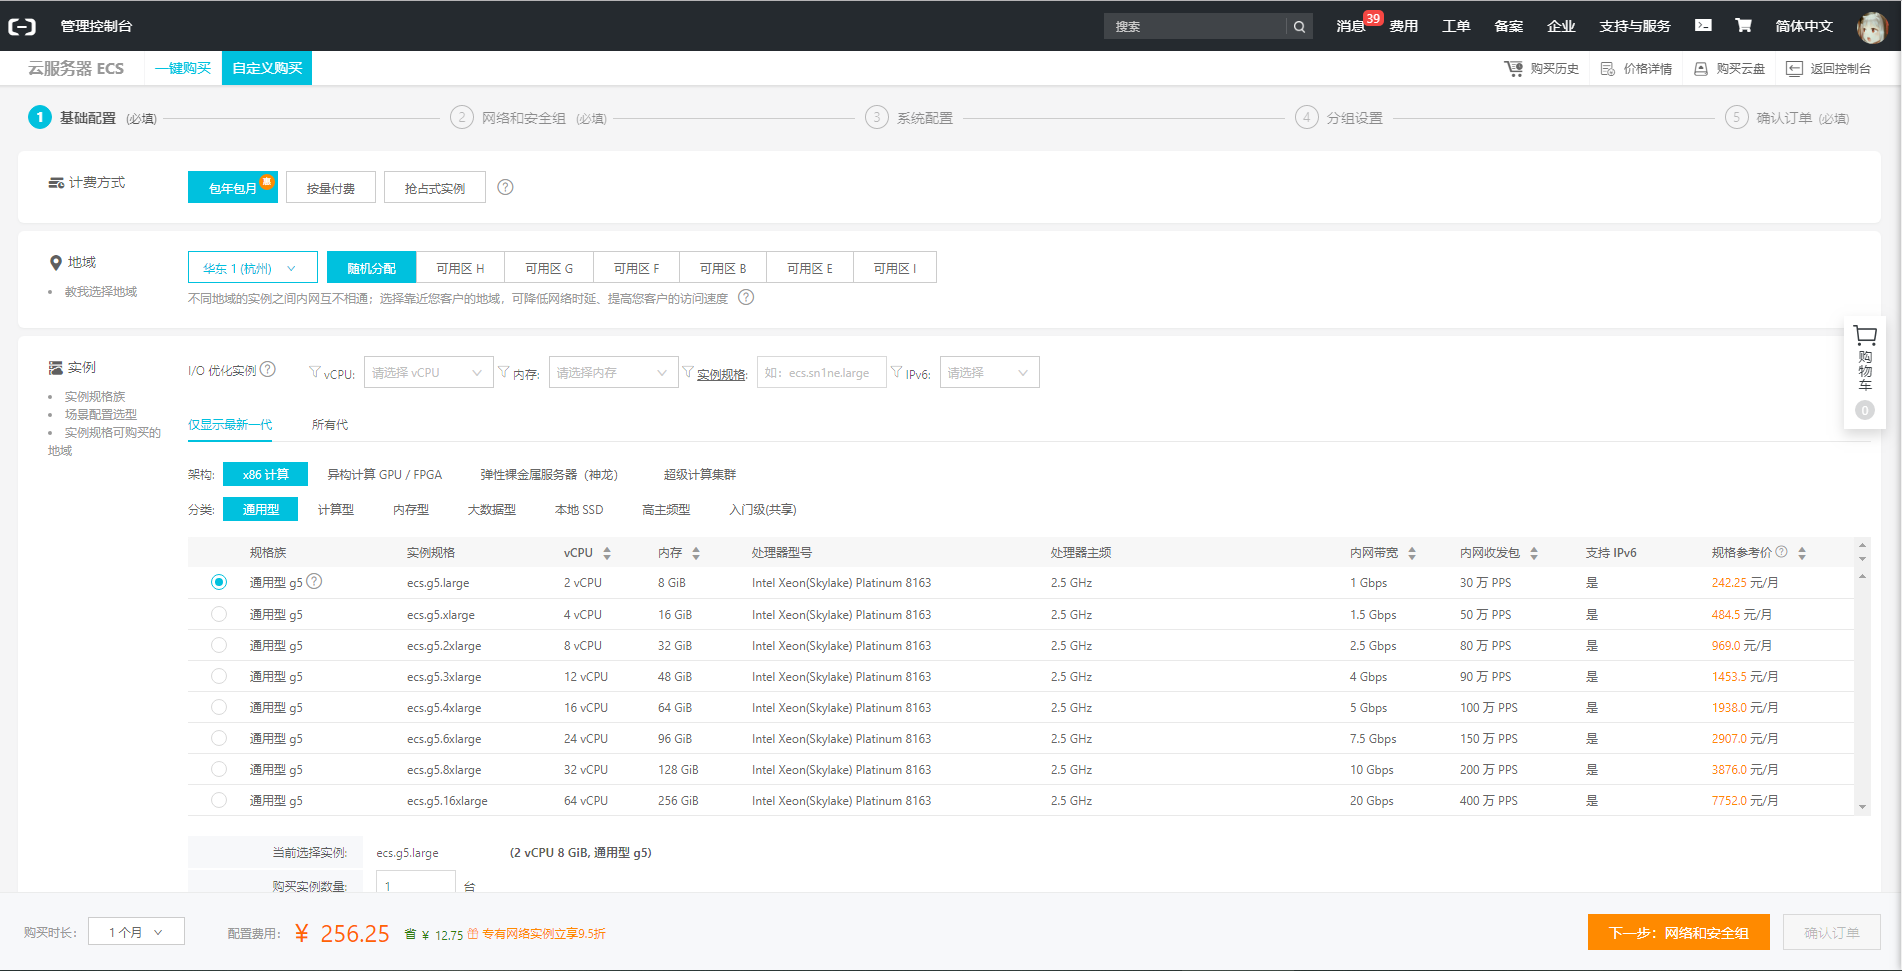 管理控制台 搜索 消息 39 费用 工单 备案 企业 支持与服务 简体中文
云服务器 ECS 一键购买 自定义购买 购买历史 价格详情 购买云盘 返回控制台
1 基础配置 (必填) 2 网络和安全组 (必填) 3 系统配置 4 分组设置 5 确认订单 (必填)
计费方式 包年包月 惠 按量付费 抢占式实例 ?
地域 华东 1 (杭州) 随机分配 可用区 H 可用区 G 可用区 F 可用区 B 可用区 E 可用区 I
教我选择地域
不同地域的实例之间内网互不相通；选择靠近您客户的地域，可降低网络时延、提高您客户的访问速度 ?
购物车
0
实例
实例规格族
场景配置选型
实例规格可购买的
地域
I/O 优化实例 ? vCPU: 请选择 vCPU 内存: 请选择内存 实例规格: 如：ecs.sn1ne.large IPv6: 请选择
仅显示最新一代 所有代
架构: x86 计算 异构计算 GPU / FPGA 弹性裸金属服务器（神龙） 超级计算集群
分类: 通用型 计算型 内存型 大数据型 本地 SSD 高主频型 入门级(共享)
规格族 实例规格 vCPU 内存 处理器型号 处理器主频 内网带宽 内网收发包 支持 IPv6 规格参考价 ?
通用型 g5 ? ecs.g5.large 2 vCPU 8 GiB Intel Xeon(Skylake) Platinum 8163 2.5 GHz 1 Gbps 30 万 PPS 是 242.25 元/月
通用型 g5 ecs.g5.xlarge 4 vCPU 16 GiB Intel Xeon(Skylake) Platinum 8163 2.5 GHz 1.5 Gbps 50 万 PPS 是 484.5 元/月
通用型 g5 ecs.g5.2xlarge 8 vCPU 32 GiB Intel Xeon(Skylake) Platinum 8163 2.5 GHz 2.5 Gbps 80 万 PPS 是 969.0 元/月
通用型 g5 ecs.g5.3xlarge 12 vCPU 48 GiB Intel Xeon(Skylake) Platinum 8163 2.5 GHz 4 Gbps 90 万 PPS 是 1453.5 元/月
通用型 g5 ecs.g5.4xlarge 16 vCPU 64 GiB Intel Xeon(Skylake) Platinum 8163 2.5 GHz 5 Gbps 100 万 PPS 是 1938.0 元/月
通用型 g5 ecs.g5.6xlarge 24 vCPU 96 GiB Intel Xeon(Skylake) Platinum 8163 2.5 GHz 7.5 Gbps 150 万 PPS 是 2907.0 元/月
通用型 g5 ecs.g5.8xlarge 32 vCPU 128 GiB Intel Xeon(Skylake) Platinum 8163 2.5 GHz 10 Gbps 200 万 PPS 是 3876.0 元/月
通用型 g5 ecs.g5.16xlarge 64 vCPU 256 GiB Intel Xeon(Skylake) Platinum 8163 2.5 GHz 20 Gbps 400 万 PPS 是 7752.0 元/月
当前选择实例: ecs.g5.large (2 vCPU 8 GiB, 通用型 g5)
购买实例数量: 1 台
购买时长: 1 个月 配置费用: ¥ 256.25 省 ¥ 12.75 专有网络实例立享9.5折 下一步：网络和安全组 确认订单